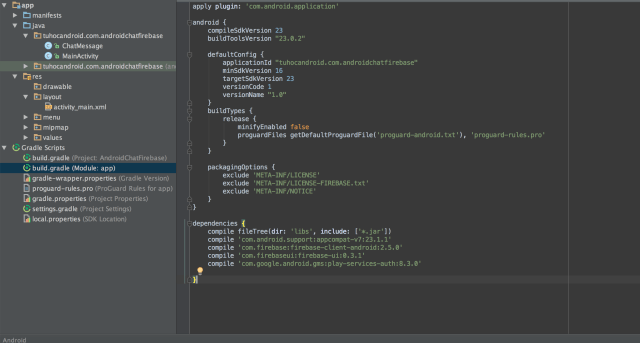 app
manifests
java
tuhocandroid.com.androidchatfirebase
ChatMessage
MainActivity
tuhocandroid.com.androidchatfirebase
res
drawable
layout
activity_main.xml
menu
mipmap
values
Gradle Scripts
build.gradle (Project: AndroidChatFirebase)
build.gradle (Module: app)
gradle-wrapper.properties (Gradle Version)
proguard-rules.pro (ProGuard Rules for app)
gradle.properties (Project Properties)
settings.gradle (Project Settings)
local.properties (SDK Location)
Android
apply plugin: 'com.android.application'
android {
compileSdkVersion 23
buildToolsVersion "23.0.2"
defaultConfig {
applicationId "tuhocandroid.com.androidchatfirebase"
minSdkVersion 16
targetSdkVersion 23
versionCode 1
versionName "1.0"
}
buildTypes {
release {
minifyEnabled false
proguardFiles getDefaultProguardFile('proguard-android.txt'), 'proguard-rules.pro'
}
}
packagingOptions {
exclude 'META-INF/LICENSE'
exclude 'META-INF/LICENSE-FIREBASE.txt'
exclude 'META-INF/NOTICE'
}
}
dependencies {
compile fileTree(dir: 'libs', include: ['*.jar'])
compile 'com.android.support:appcompat-v7:23.1.1'
compile 'com.firebase:firebase-client-android:2.5.0'
compile 'com.firebaseui:firebase-ui:0.3.1'
compile 'com.google.android.gms:play-services-auth:8.3.0'
}